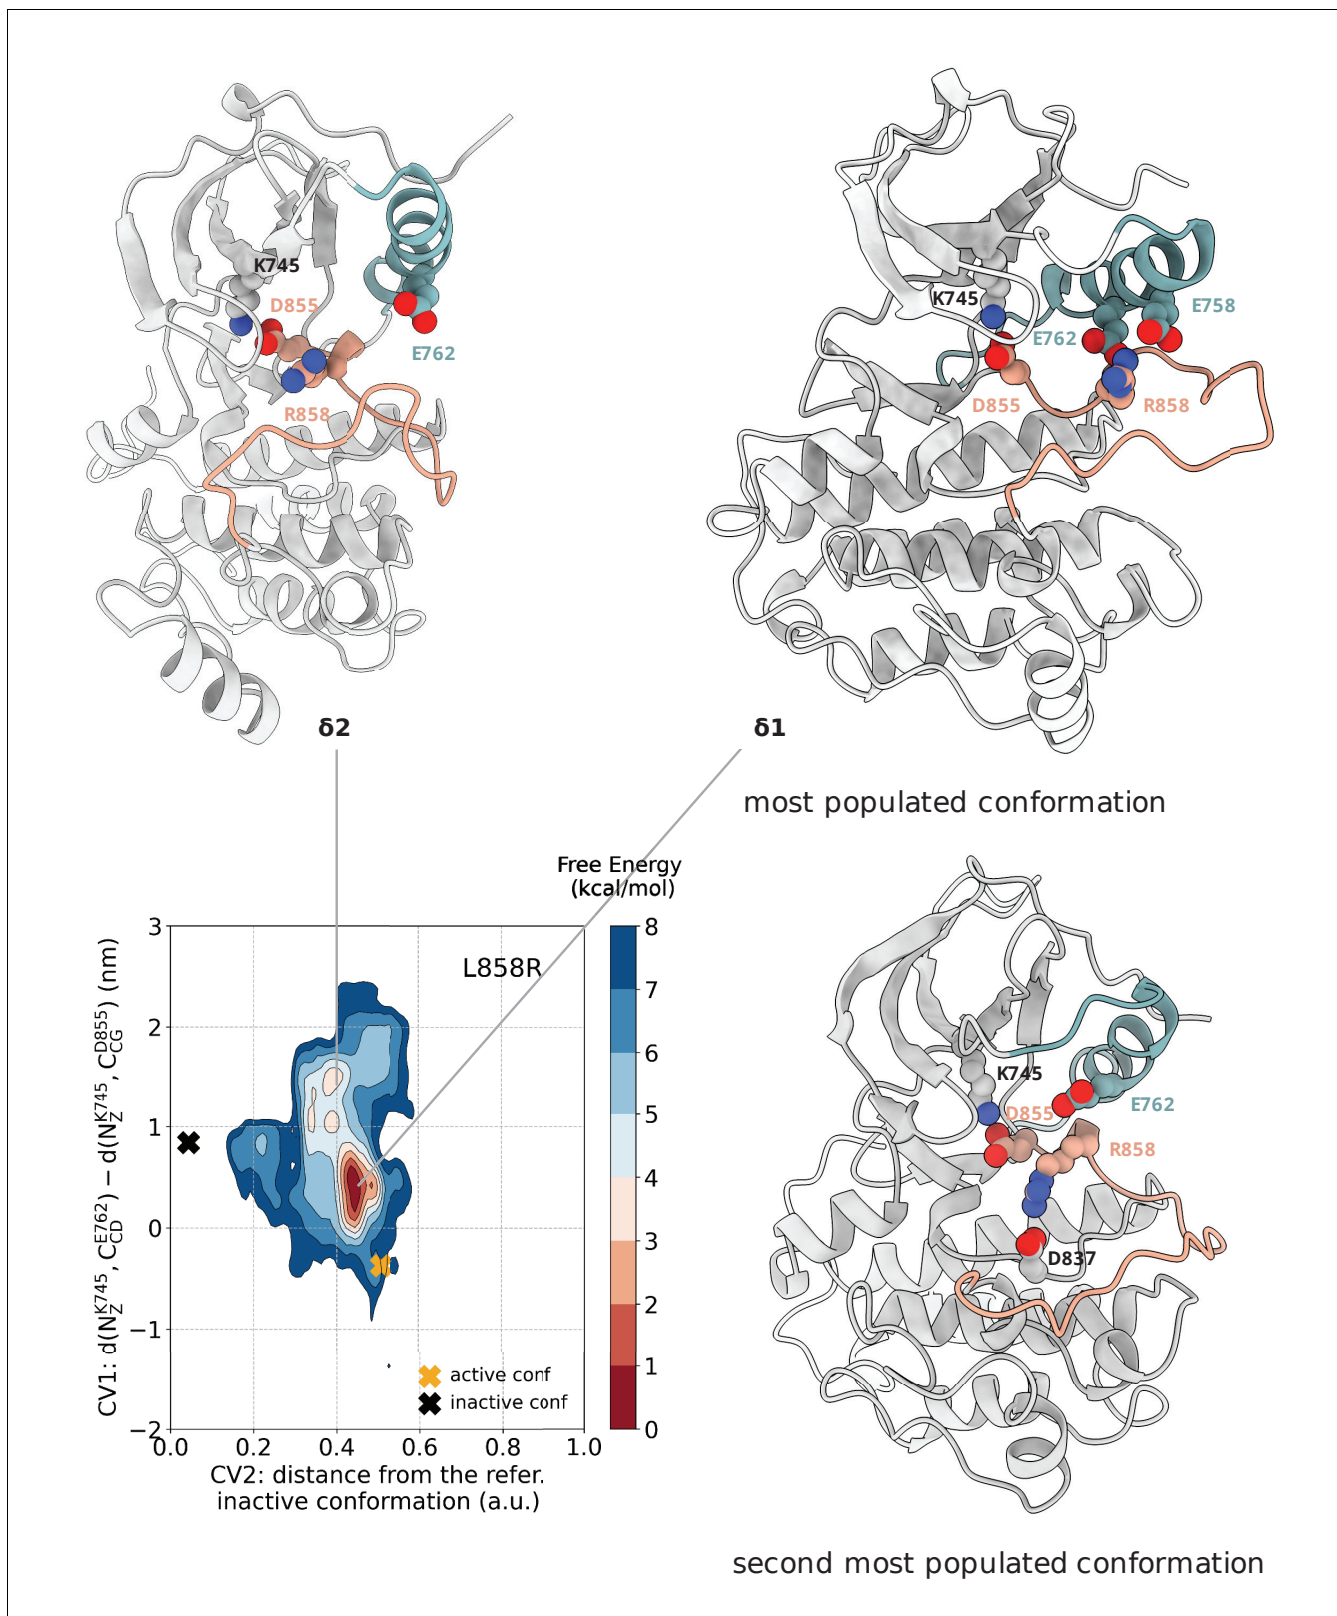 K745
D855
E762
R858
K745
E758
E762
D855
R858
δ2
δ1
most populated conformation
Free Energy
(kcal/mol)
L858R
CV1: d(N_Z^K745, C_CD^E762) − d(N_Z^K745, C_CG^D855) (nm)
3
2
1
0
−1
−2
0.0 0.2 0.4 0.6 0.8 1.0
8
7
6
5
4
3
2
1
0
active conf
inactive conf
CV2: distance from the refer.
inactive conformation (a.u.)
K745
D855
E762
R858
D837
second most populated conformation